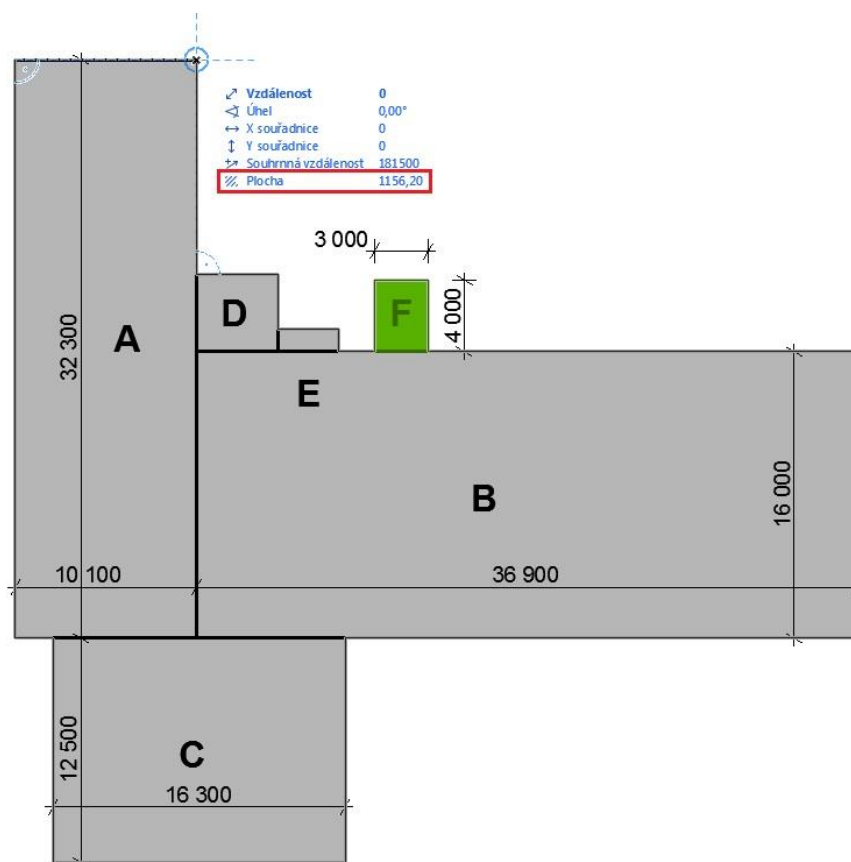 Vzdálenost 0
Úhel 0,00°
X souřadnice 0
Y souřadnice 0
Souhrnná vzdálenost 181500
Plocha 1156,20
3 000
4 000
F
D
A
32 300
E
B
16 000
10 100
36 900
C
12 500
16 300